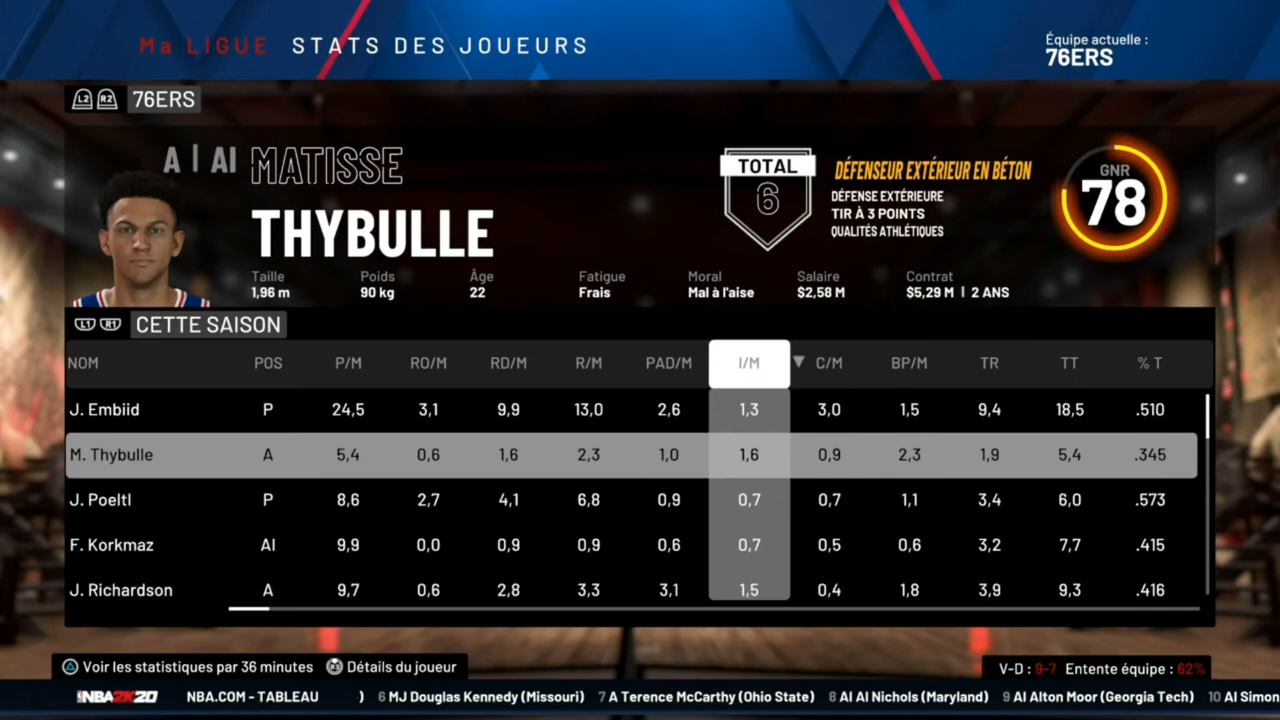 Ma LIGUE STATS DES JOUEURS
Équipe actuelle :
76ERS
L2 R2 76ERS
A | AI MATISSE
THYBULLE
TOTAL
6
DÉFENSEUR EXTÉRIEUR EN BÉTON
DÉFENSE EXTÉRIEURE
TIR À 3 POINTS
QUALITÉS ATHLÉTIQUES
GNR
78
Taille Poids Âge Fatigue Moral Salaire Contrat
1,96 m 90 kg 22 Frais Mal à l'aise $2,58 M $5,29 M | 2 ANS
L1 R1 CETTE SAISON
NOM POS P/M RO/M RD/M R/M PAD/M I/M ▼ C/M BP/M TR TT % T
J. Embiid P 24,5 3,1 9,9 13,0 2,6 1,3 3,0 1,5 9,4 18,5 .510
M. Thybulle A 5,4 0,6 1,6 2,3 1,0 1,6 0,9 2,3 1,9 5,4 .345
J. Poeltl P 8,6 2,7 4,1 6,8 0,9 0,7 0,7 1,1 3,4 6,0 .573
F. Korkmaz AI 9,9 0,0 0,9 0,9 0,6 0,7 0,5 0,6 3,2 7,7 .415
J. Richardson A 9,7 0,6 2,8 3,3 3,1 1,5 0,4 1,8 3,9 9,3 .416
Voir les statistiques par 36 minutes Détails du joueur
V-D : 9-7 Entente équipe : 62%
NBA2K20 NBA.COM - TABLEAU ) 6 MJ Douglas Kennedy (Missouri) 7 A Terence McCarthy (Ohio State) 8 AI Al Nichols (Maryland) 9 AI Alton Moor (Georgia Tech) 10 AI Simon